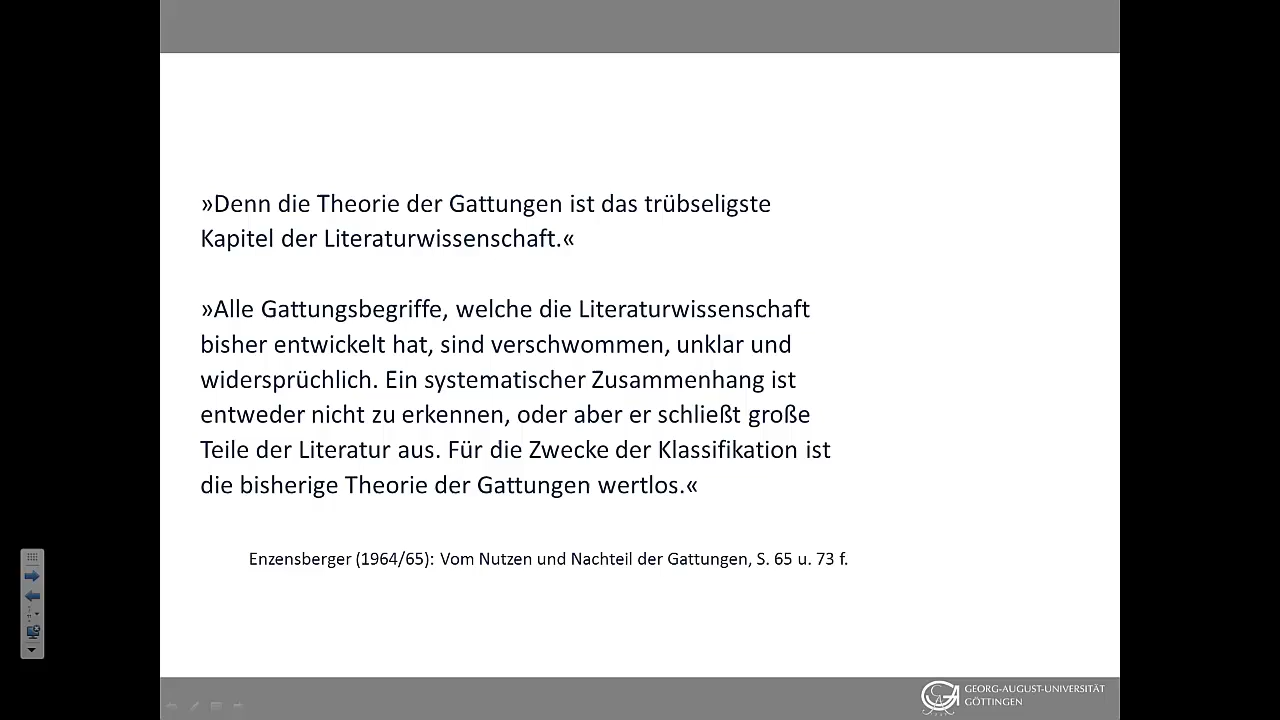 »Denn die Theorie der Gattungen ist das trübseligste
Kapitel der Literaturwissenschaft.«
»Alle Gattungsbegriffe, welche die Literaturwissenschaft
bisher entwickelt hat, sind verschwommen, unklar und
widersprüchlich. Ein systematischer Zusammenhang ist
entweder nicht zu erkennen, oder aber er schließt große
Teile der Literatur aus. Für die Zwecke der Klassifikation ist
die bisherige Theorie der Gattungen wertlos.«
Enzensberger (1964/65): Vom Nutzen und Nachteil der Gattungen, S. 65 u. 73 f.
GEORG-AUGUST-UNIVERSITÄT
GÖTTINGEN